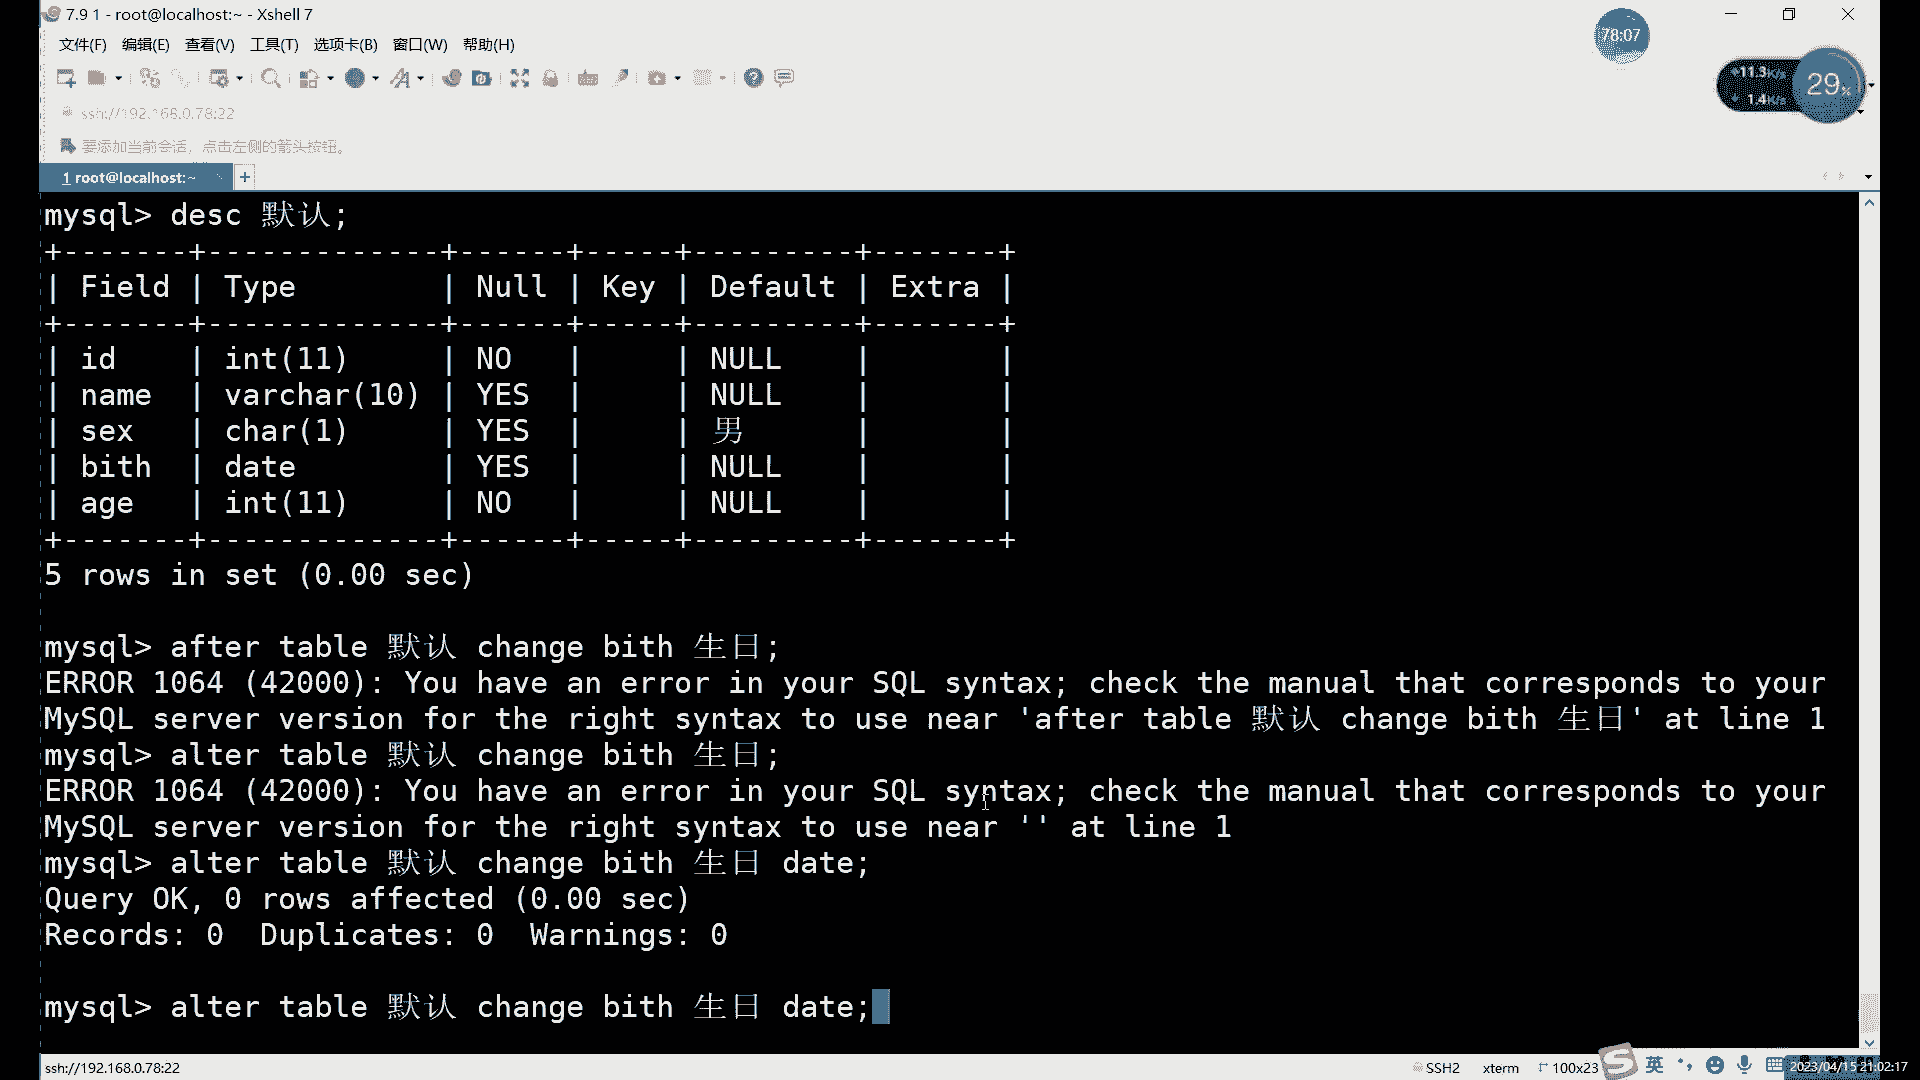 7.9 1 - root@localhost:~ - Xshell 7
78:07
文件(F) 编辑(E) 查看(V) 工具(T) 选项卡(B) 窗口(W) 帮助(H)
11.3K/s
1.4K/s
29%
ssh://192.168.0.78:22
要添加当前会话，点击左侧的箭头按钮。
1 root@localhost:~
mysql> desc 默认;
+-------+-------------+------+-----+---------+-------+
| Field | Type        | Null | Key | Default | Extra |
+-------+-------------+------+-----+---------+-------+
| id    | int(11)     | NO   |     | NULL    |       |
| name  | varchar(10) | YES  |     | NULL    |       |
| sex   | char(1)     | YES  |     | 男      |       |
| bith  | date        | YES  |     | NULL    |       |
| age   | int(11)     | NO   |     | NULL    |       |
+-------+-------------+------+-----+---------+-------+
5 rows in set (0.00 sec)
mysql> after table 默认 change bith 生日;
ERROR 1064 (42000): You have an error in your SQL syntax; check the manual that corresponds to your
MySQL server version for the right syntax to use near 'after table 默认 change bith 生日' at line 1
mysql> alter table 默认 change bith 生日;
ERROR 1064 (42000): You have an error in your SQL syntax; check the manual that corresponds to your
MySQL server version for the right syntax to use near '' at line 1
mysql> alter table 默认 change bith 生日 date;
Query OK, 0 rows affected (0.00 sec)
Records: 0  Duplicates: 0  Warnings: 0
mysql> alter table 默认 change bith 生日 date;
ssh://192.168.0.78:22
SSH2 xterm 100x23
英
2023/04/15 21:02:17